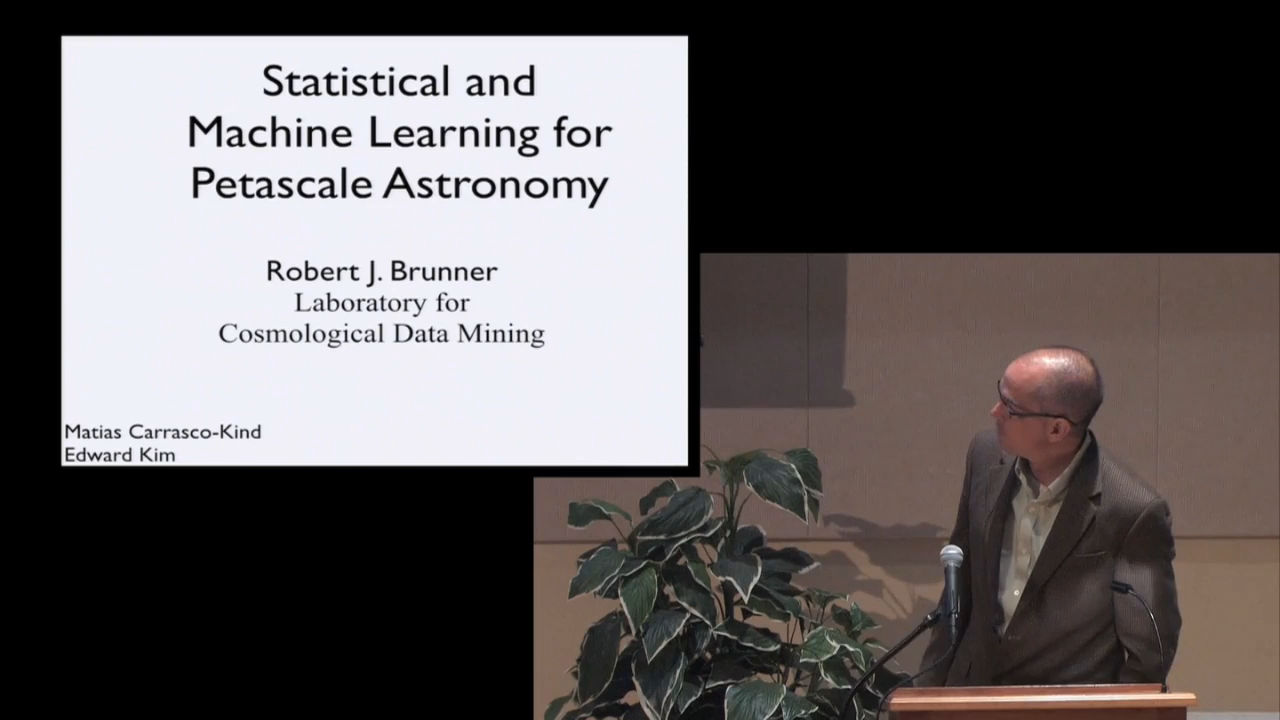 Statistical and
Machine Learning for
Petascale Astronomy
Robert J. Brunner
Laboratory for
Cosmological Data Mining
Matias Carrasco-Kind
Edward Kim